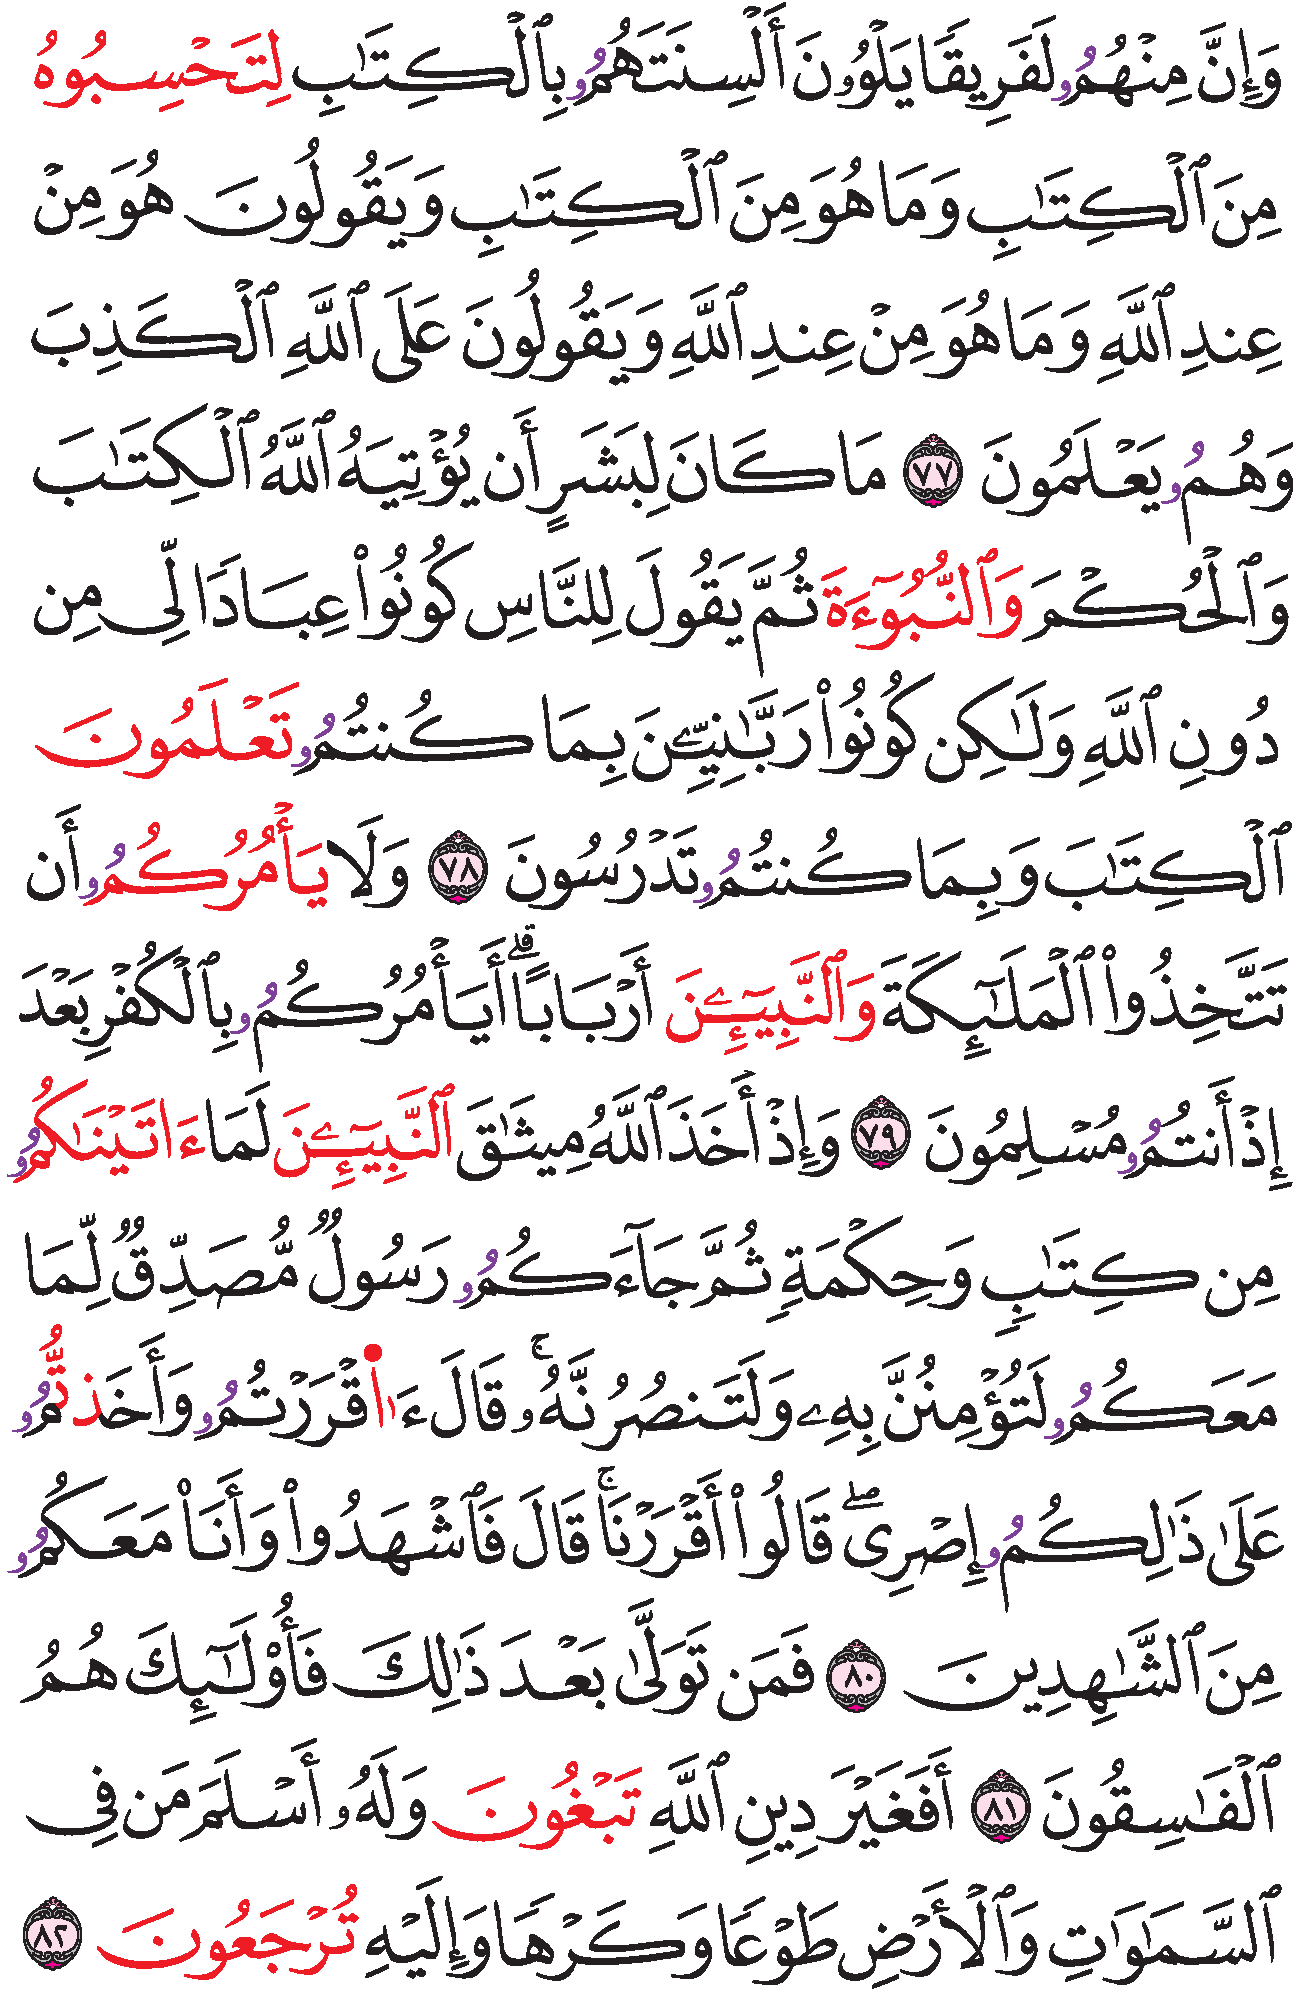 وَإِنَّ مِنْهُمُۥ لَفَرِيقًا يَلْوُۥنَ أَلْسِنَتَهُمُۥ بِٱلْكِتَٰبِ لِتَحْسِبُوهُ
مِنَ ٱلْكِتَٰبِ وَمَا هُوَ مِنَ ٱلْكِتَٰبِ وَيَقُولُونَ هُوَ مِنْ
عِندِ ٱللَّهِ وَمَا هُوَ مِنْ عِندِ ٱللَّهِ وَيَقُولُونَ عَلَى ٱللَّهِ ٱلْكَذِبَ
وَهُمُۥ يَعْلَمُونَ ٧٧ مَا كَانَ لِبَشَرٍ أَن يُؤْتِيَهُ ٱللَّهُ ٱلْكِتَٰبَ
وَٱلْحُكْمَ وَٱلنُّبُوٓءَةَ ثُمَّ يَقُولَ لِلنَّاسِ كُونُوا۟ عِبَادًا لِّى مِن
دُونِ ٱللَّهِ وَلَٰكِن كُونُوا۟ رَبَّٰنِيِّۦنَ بِمَا كُنتُمُۥ تَعْلَمُونَ
ٱلْكِتَٰبَ وَبِمَا كُنتُمُۥ تَدْرُسُونَ ٧٨ وَلَا يَأْمُرُكُمُۥ أَن
تَتَّخِذُوا۟ ٱلْمَلَٰٓئِكَةَ وَٱلنَّبِيٓـِٔۦنَ أَرْبَابًا ۗ أَيَأْمُرُكُمُۥ بِٱلْكُفْرِ بَعْدَ
إِذْ أَنتُمُۥ مُسْلِمُونَ ٧٩ وَإِذْ أَخَذَ ٱللَّهُ مِيثَٰقَ ٱلنَّبِيٓـِٔۦنَ لَمَا ءَاتَيْنَٰكُمُۥ
مِن كِتَٰبٍ وَحِكْمَةٍ ثُمَّ جَآءَكُمُۥ رَسُولٌ مُّصَدِّقٌ لِّمَا
مَعَكُمُۥ لَتُؤْمِنُنَّ بِهِۦ وَلَتَنصُرُنَّهُۥ ۚ قَالَ ءَا۬قْرَرْتُمُۥ وَأَخَذتُّمُۥ
عَلَىٰ ذَٰلِكُمُۥ إِصْرِى ۖ قَالُوا۟ أَقْرَرْنَا ۚ قَالَ فَٱشْهَدُوا۟ وَأَنَا۠ مَعَكُمُۥ
مِنَ ٱلشَّٰهِدِينَ ٨٠ فَمَن تَوَلَّىٰ بَعْدَ ذَٰلِكَ فَأُو۟لَٰٓئِكَ هُمُ
ٱلْفَٰسِقُونَ ٨١ أَفَغَيْرَ دِينِ ٱللَّهِ تَبْغُونَ وَلَهُۥ أَسْلَمَ مَن فِى
ٱلسَّمَٰوَٰتِ وَٱلْأَرْضِ طَوْعًا وَكَرْهًا وَإِلَيْهِ تُرْجَعُونَ ٨٢